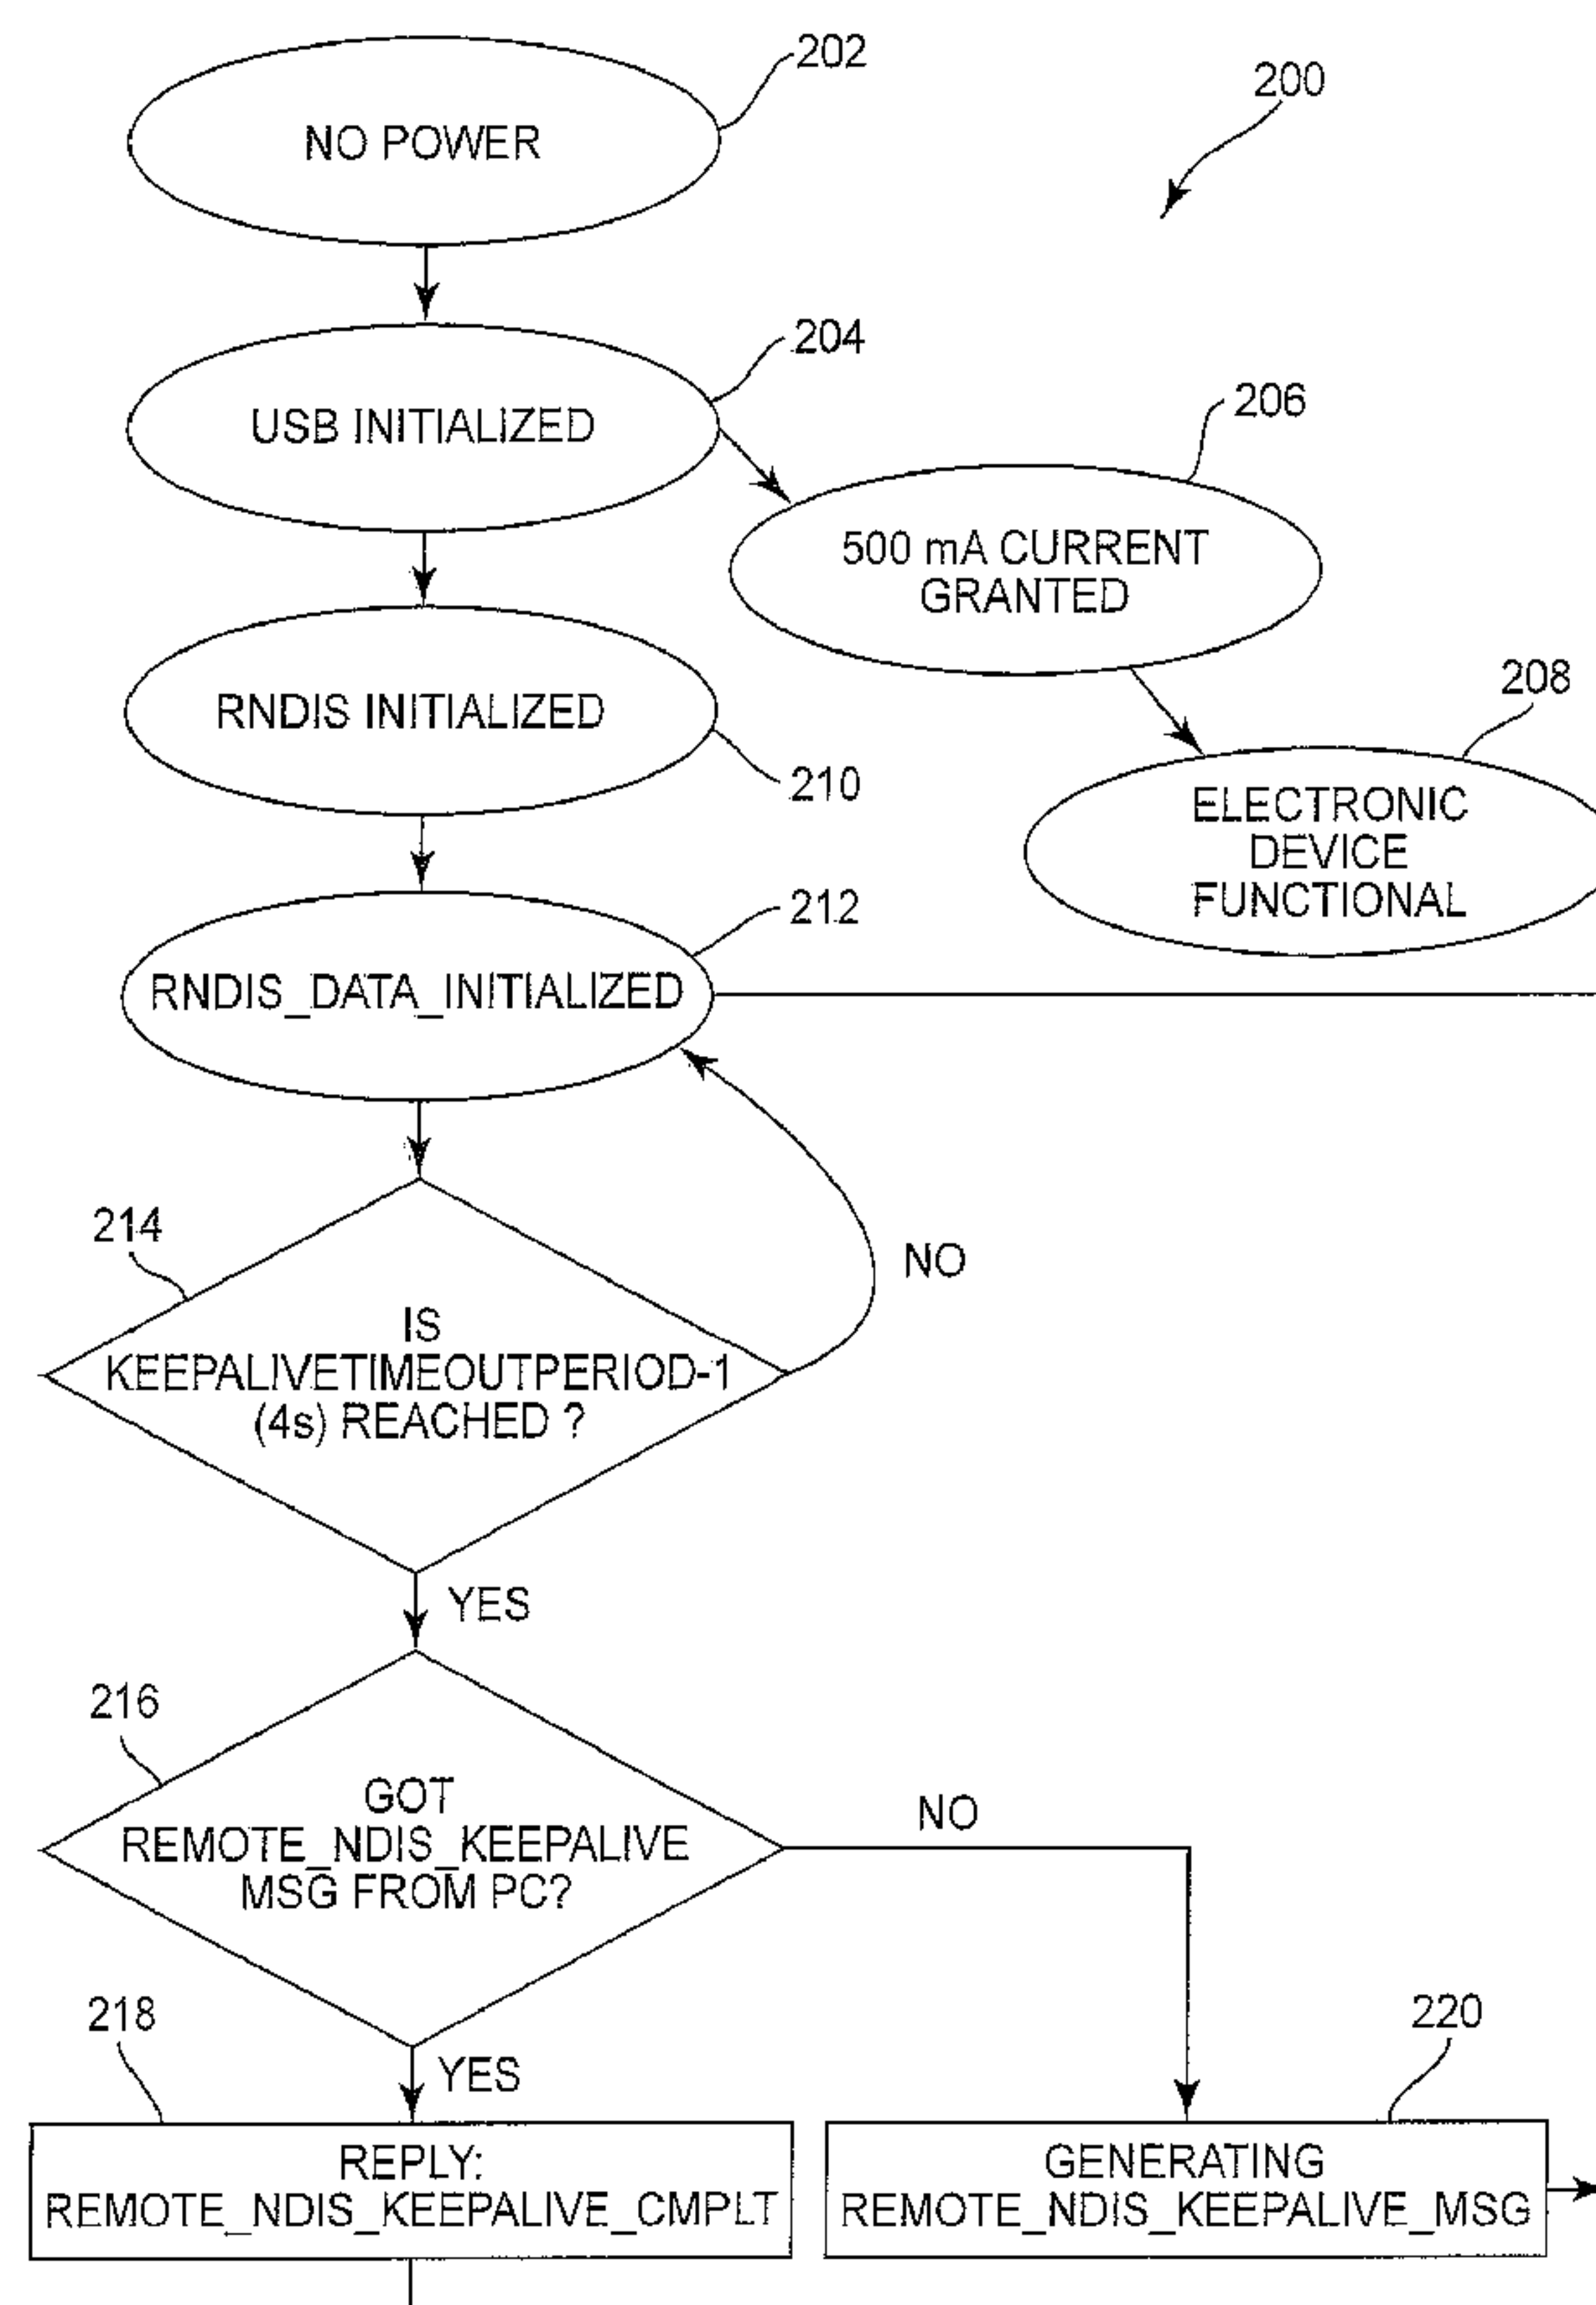 202
200
NO POWER
204
USB INITIALIZED
206
500 mA CURRENT
GRANTED
RNDIS INITIALIZED
210
208
ELECTRONIC
DEVICE
FUNCTIONAL
212
RNDIS_DATA_INITIALIZED
214
NO
IS
KEEPALIVETIMEOUTPERIOD-1
(4s) REACHED ?
YES
216
GOT
REMOTE_NDIS_KEEPALIVE
MSG FROM PC?
NO
218
YES
220
REPLY:
REMOTE_NDIS_KEEPALIVE_CMPLT
GENERATING
REMOTE_NDIS_KEEPALIVE_MSG